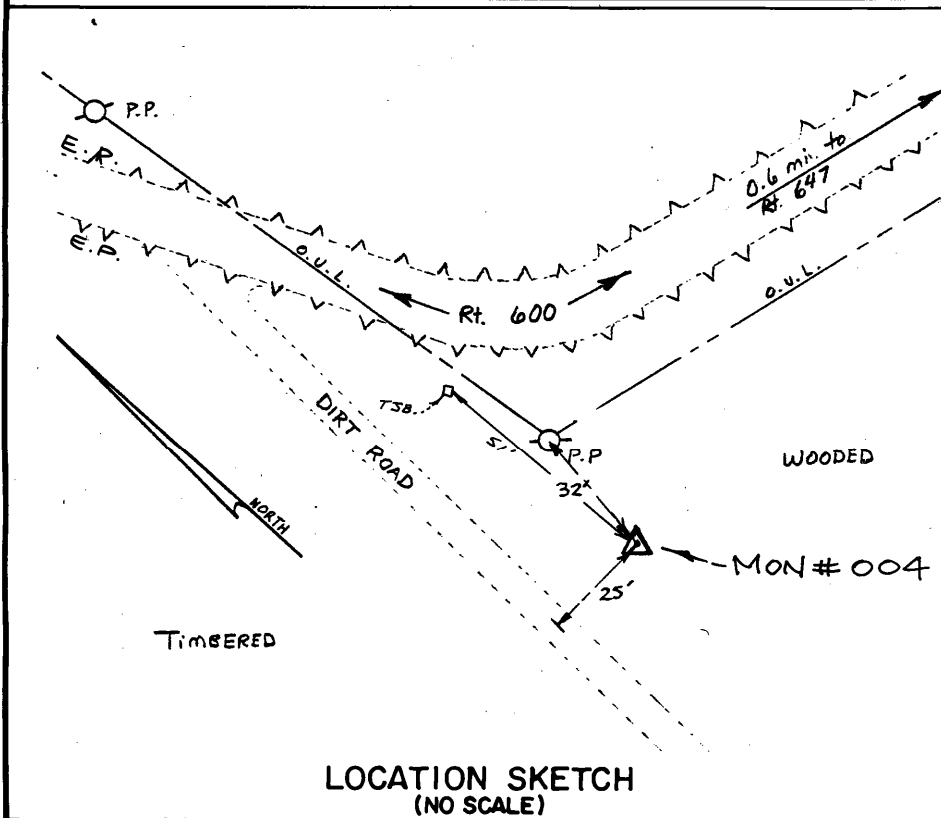 P.P.
E.P.
0.6 mi. to
Rt. 647
E.P.
O.U.L.
O.U.L.
Rt. 600
TSB
DIRT ROAD
51'
P.P
WOODED
32'
NORTH
MON # 004
25'
TIMBERED
LOCATION SKETCH
(NO SCALE)